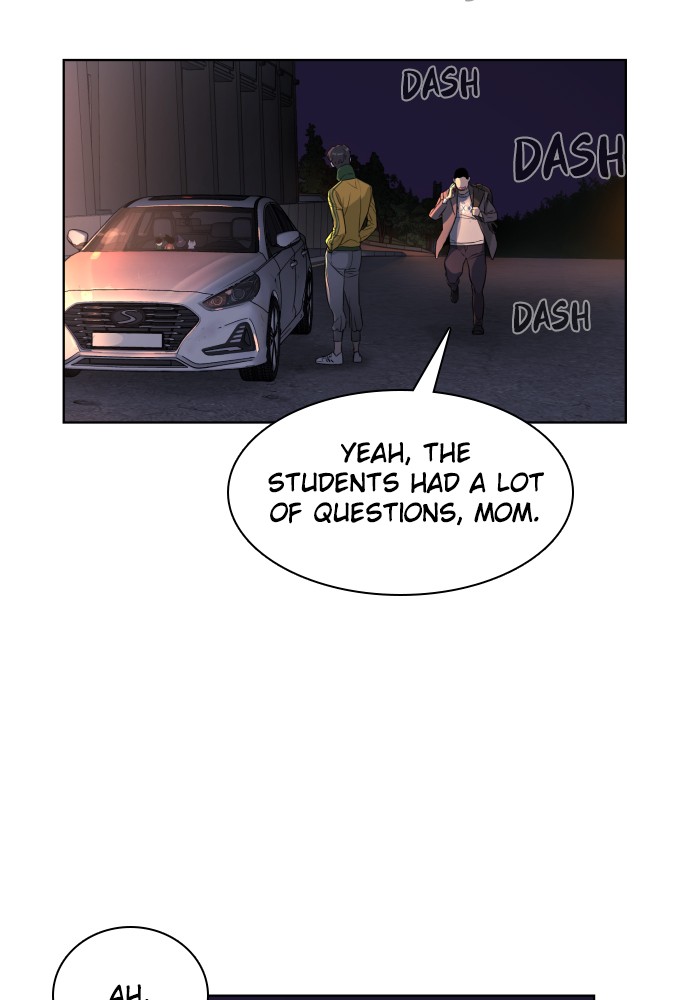 DASH
DASH
DASH
YEAH, THE
STUDENTS HAD A LOT
OF QUESTIONS, MOM.
AH,